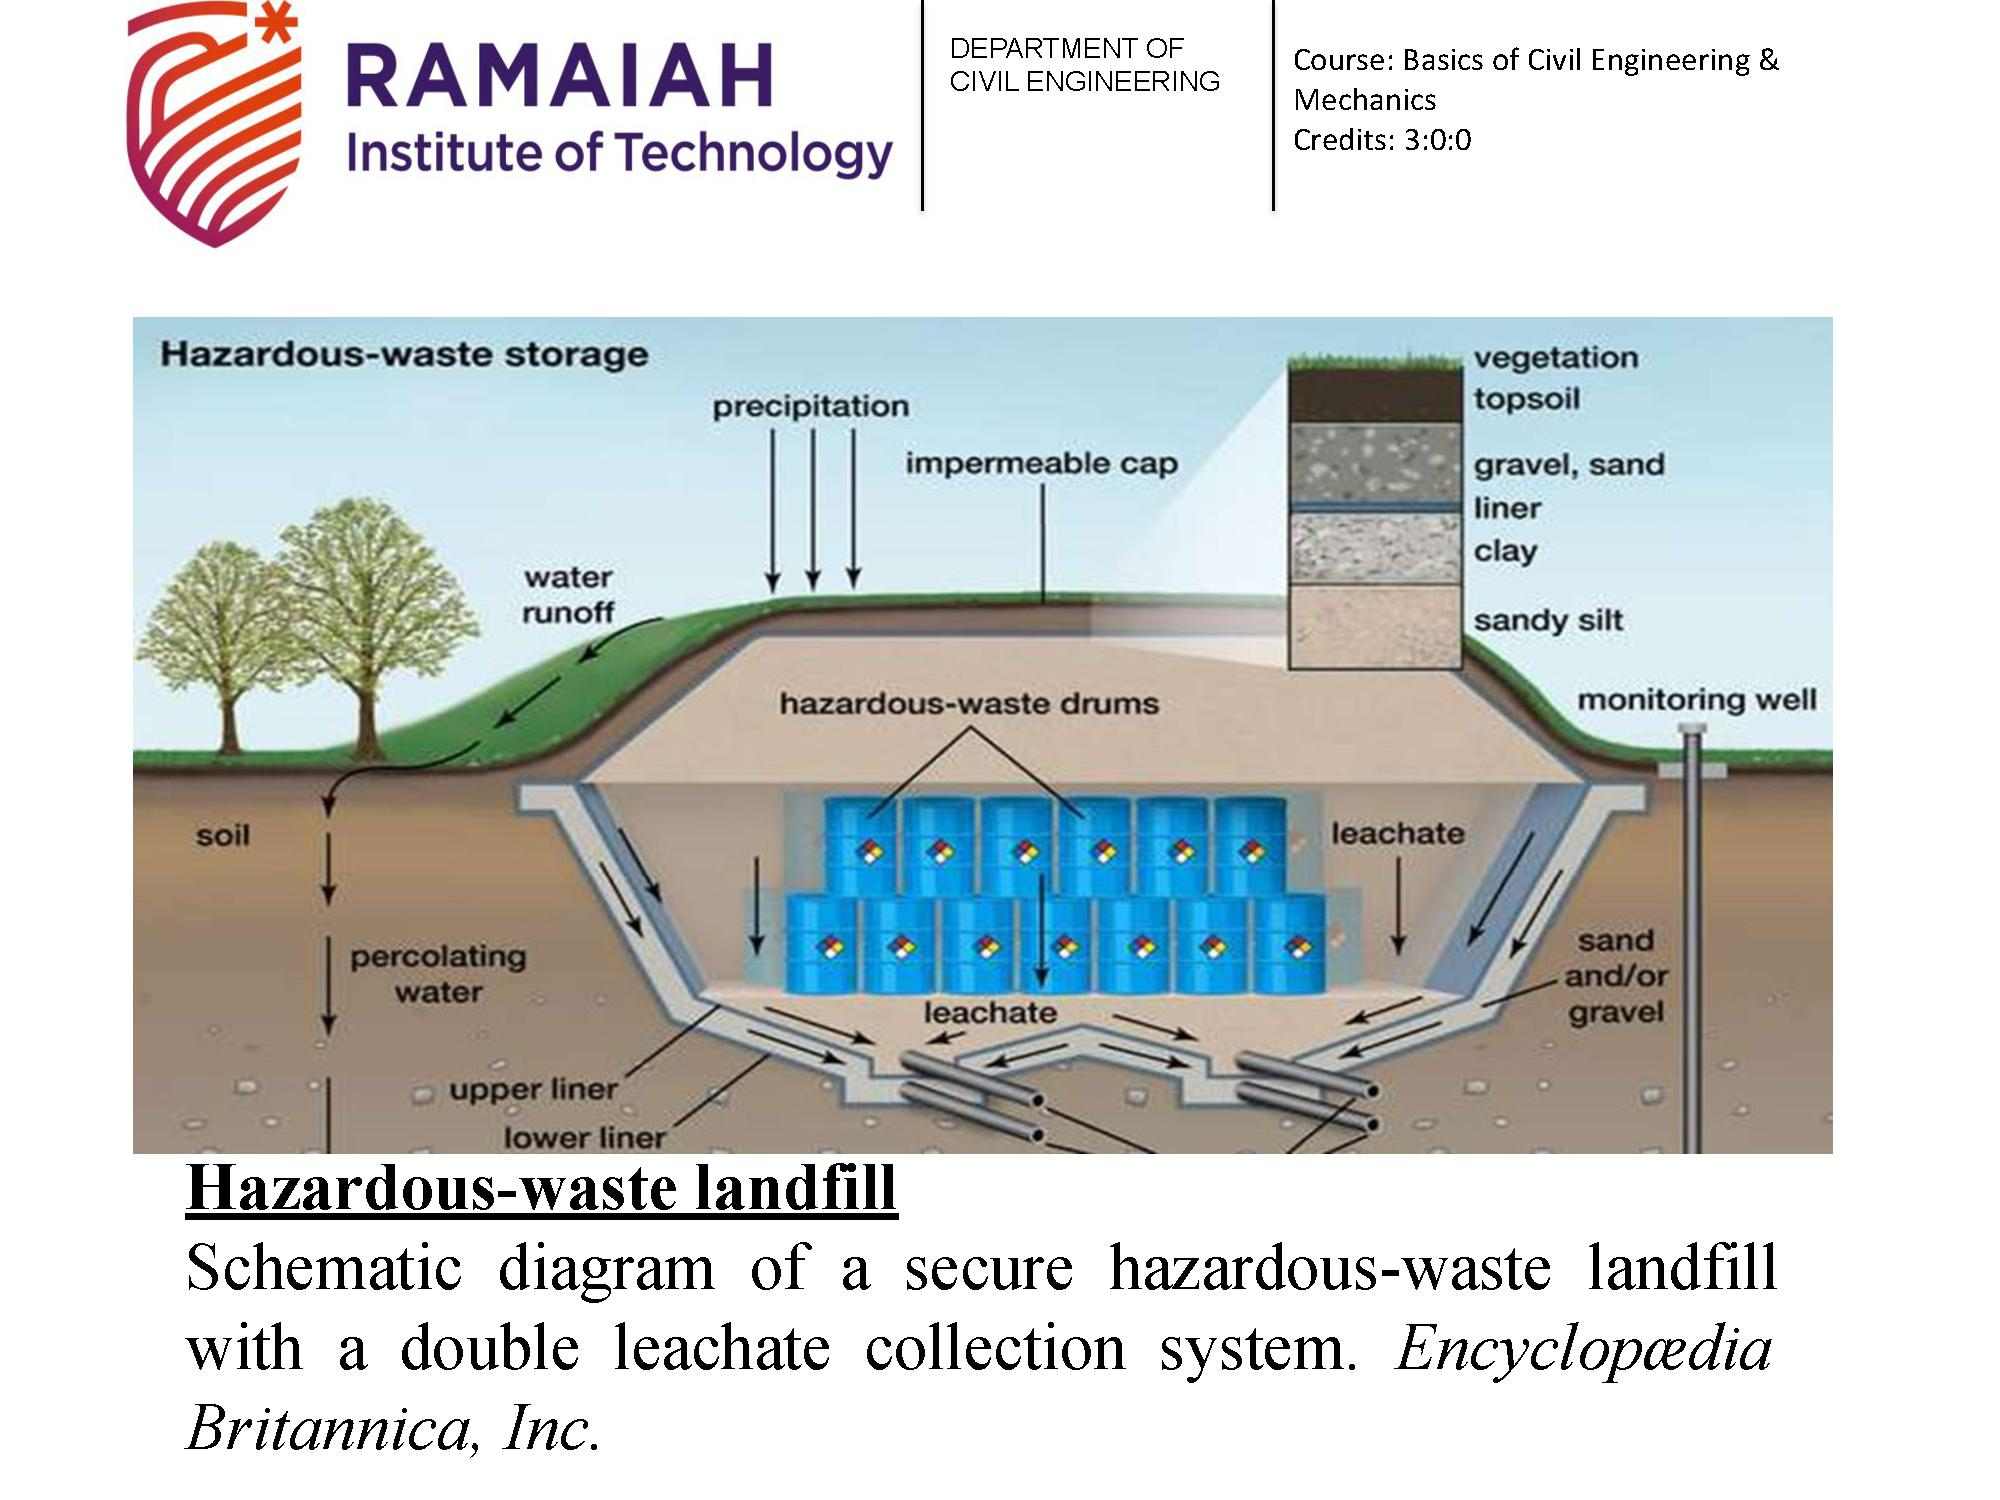 RAMAIAH
Institute of Technology
DEPARTMENT OF
CIVIL ENGINEERING
Course: Basics of Civil Engineering &
Mechanics
Credits: 3:0:0
Hazardous-waste storage
precipitation
impermeable cap
water
runoff
vegetation
topsoil
gravel, sand
liner
clay
sandy silt
monitoring well
hazardous-waste drums
soil
leachate
percolating
water
sand
and/or
gravel
leachate
upper liner
lower liner
Hazardous-waste landfill
Schematic diagram of a secure hazardous-waste landfill
with a double leachate collection system. Encyclopædia
Britannica, Inc.